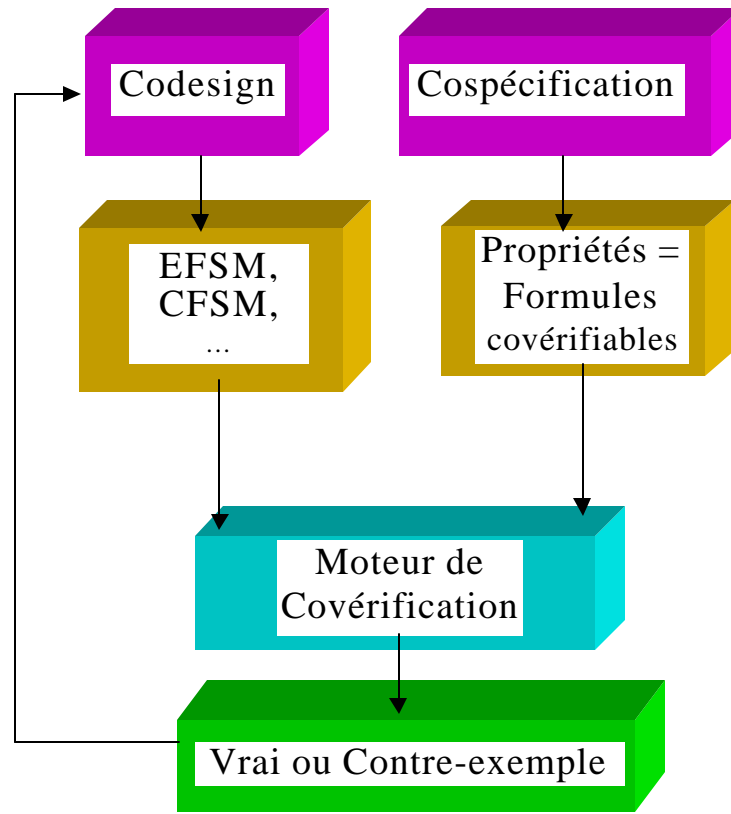 Codesign
Cospécification
EFSM,
CFSM,
...
Propriétés =
Formules
covérifiables
Moteur de
Covérification
Vrai ou Contre-exemple